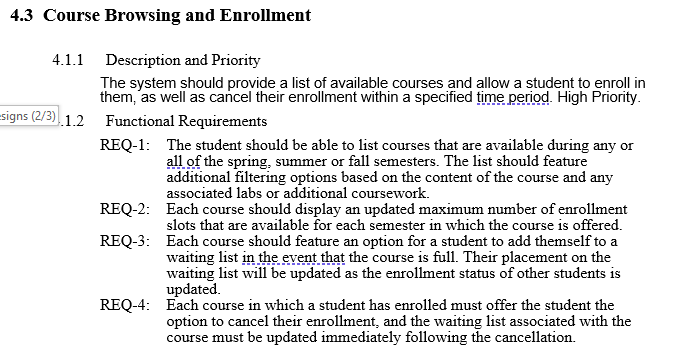 4.3 Course Browsing and Enrollment
4.1.1 Description and Priority
The system should provide a list of available courses and allow a student to enroll in
them, as well as cancel their enrollment within a specified time period. High Priority.
esigns (2/3) .1.2 Functional Requirements
REQ-1: The student should be able to list courses that are available during any or
all of the spring, summer or fall semesters. The list should feature
additional filtering options based on the content of the course and any
associated labs or additional coursework.
REQ-2: Each course should display an updated maximum number of enrollment
slots that are available for each semester in which the course is offered.
REQ-3: Each course should feature an option for a student to add themself to a
waiting list in the event that the course is full. Their placement on the
waiting list will be updated as the enrollment status of other students is
updated.
REQ-4: Each course in which a student has enrolled must offer the student the
option to cancel their enrollment, and the waiting list associated with the
course must be updated immediately following the cancellation.